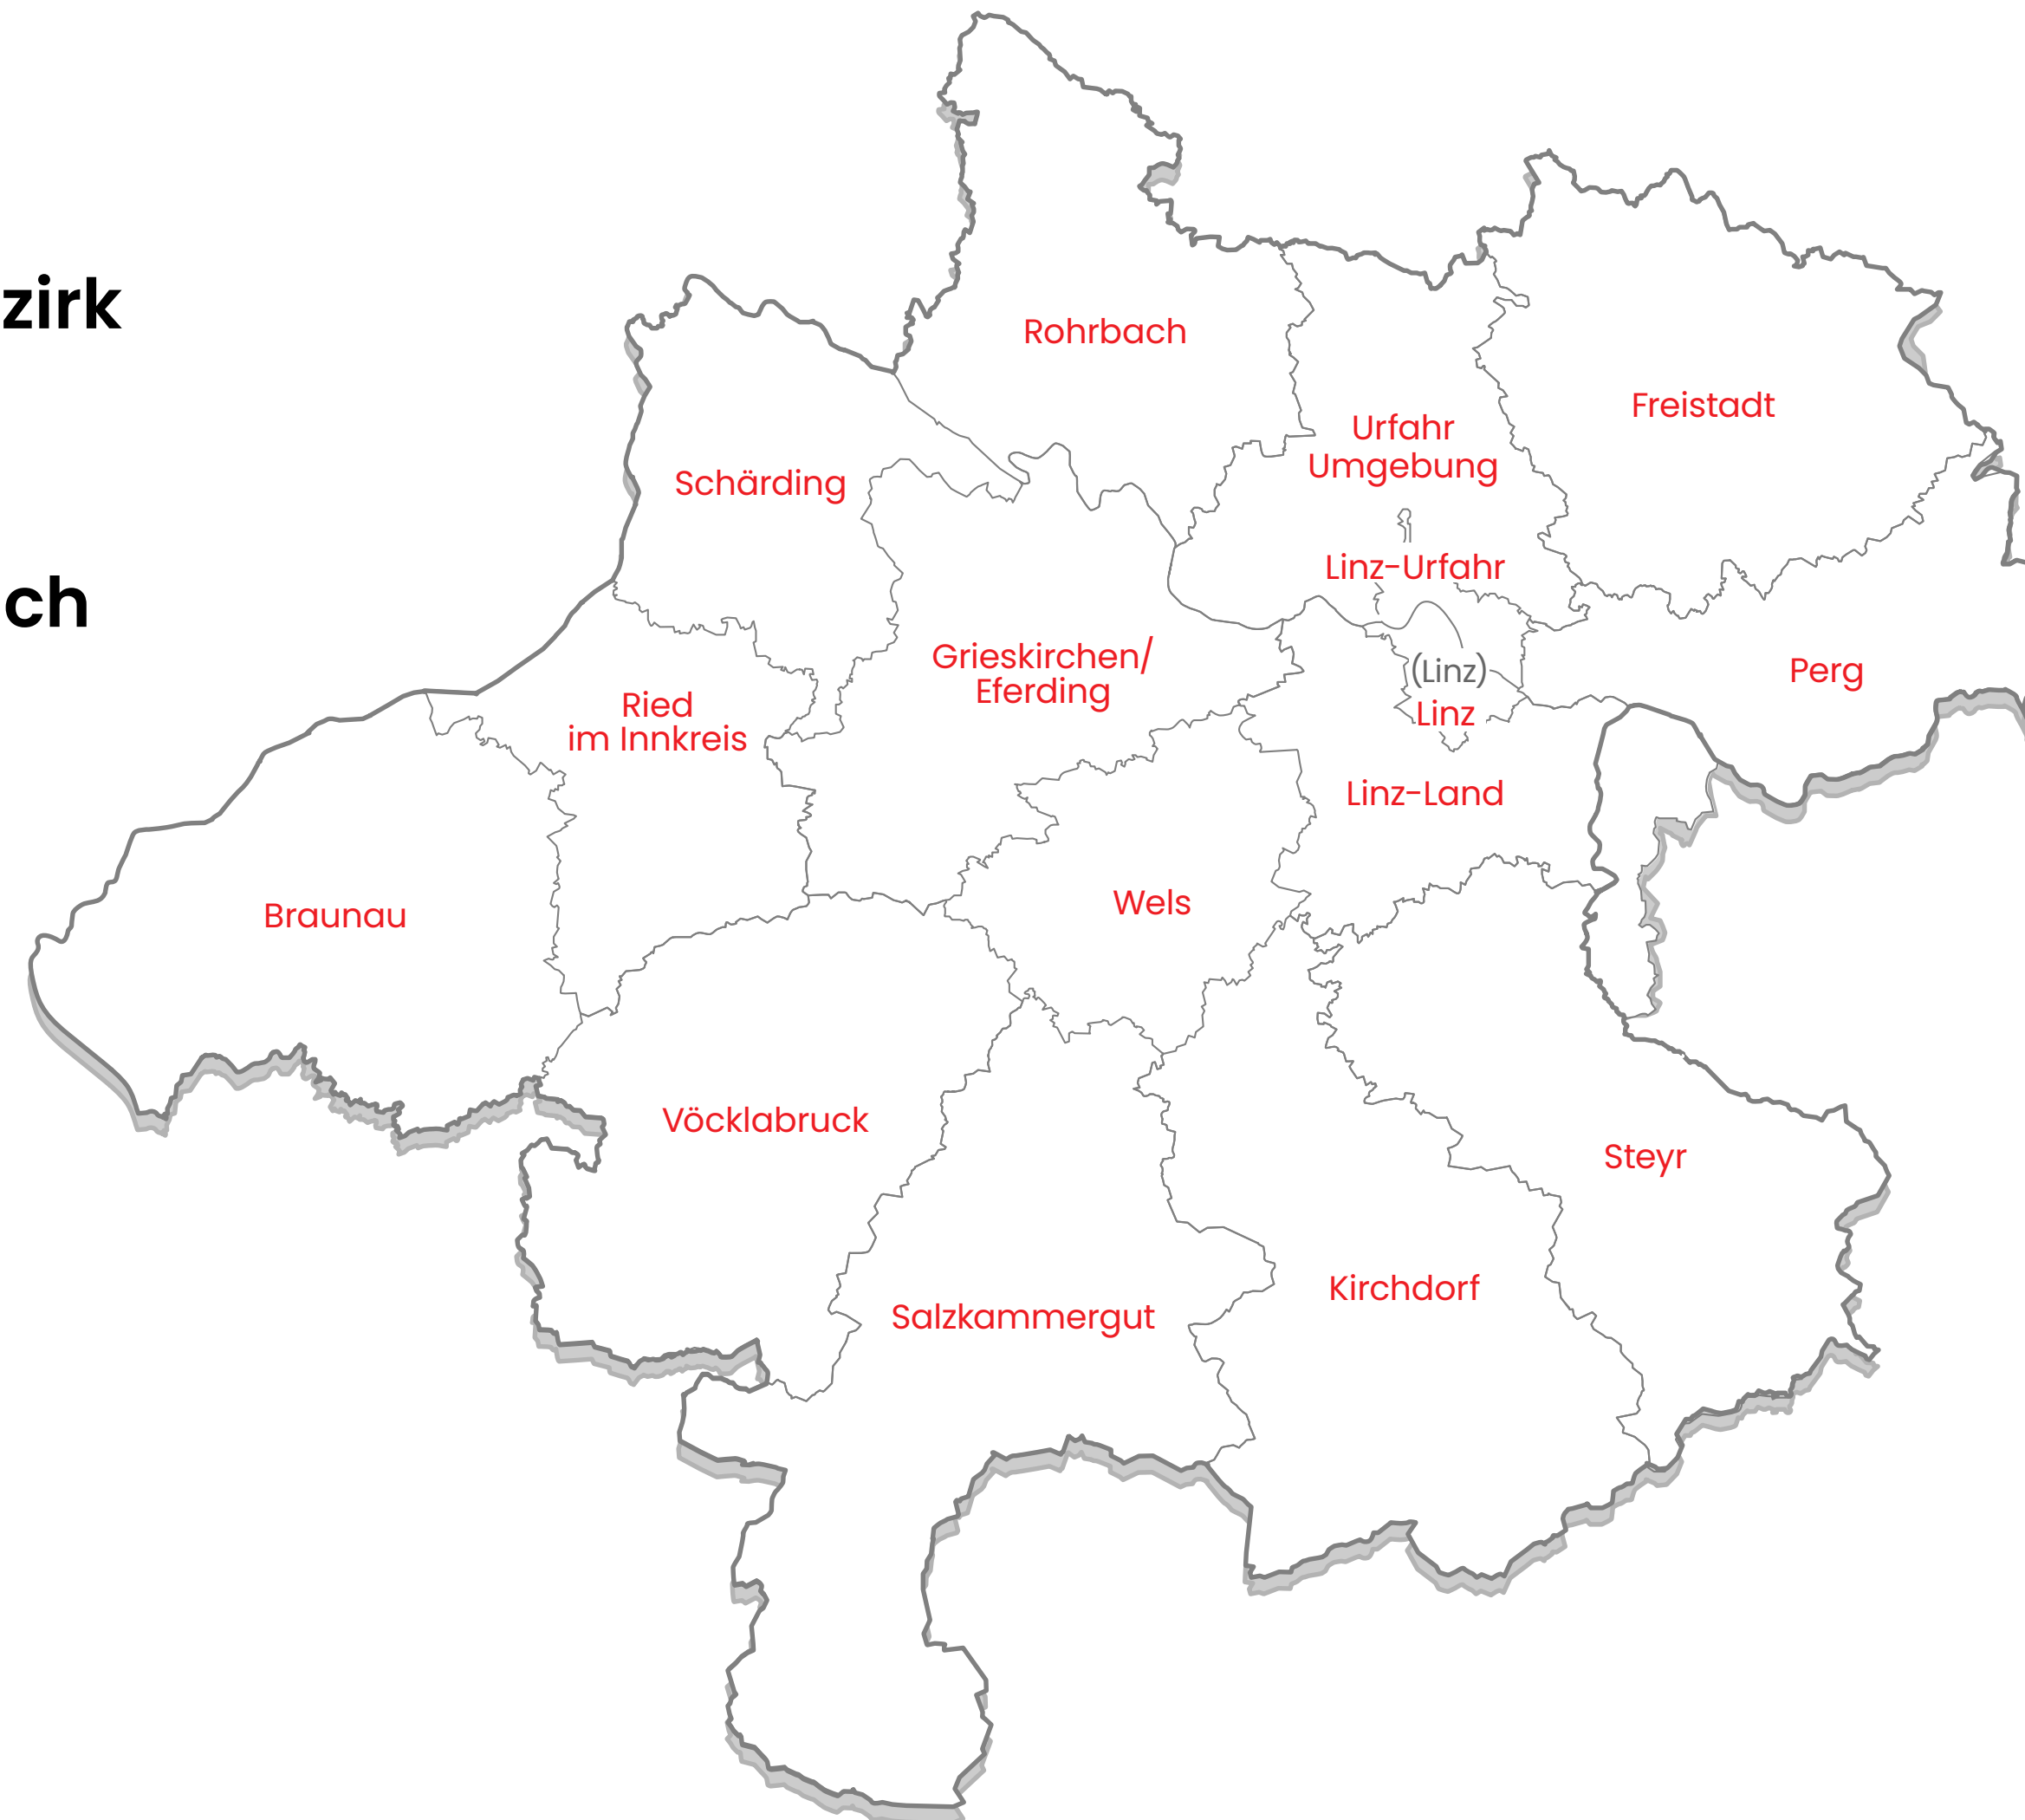 zirk
Rohrbach
Freistadt
Urfahr
Umgebung
Schärding
Linz-Urfahr
ch
Grieskirchen/
Eferding
(Linz)
Perg
Ried
im Innkreis
Linz
Linz-Land
Wels
Braunau
Vöcklabruck
Steyr
Kirchdorf
Salzkammergut